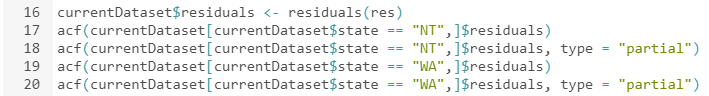 16 currentDataset$residuals <- residuals(res)
17 acf(currentDataset[currentDataset$state == "NT",]$residuals)
18 acf(currentDataset[currentDataset$state == "NT",]$residuals, type = "partial")
19 acf(currentDataset[currentDataset$state == "WA",]$residuals)
20 acf(currentDataset[currentDataset$state == "WA",]$residuals, type = "partial")